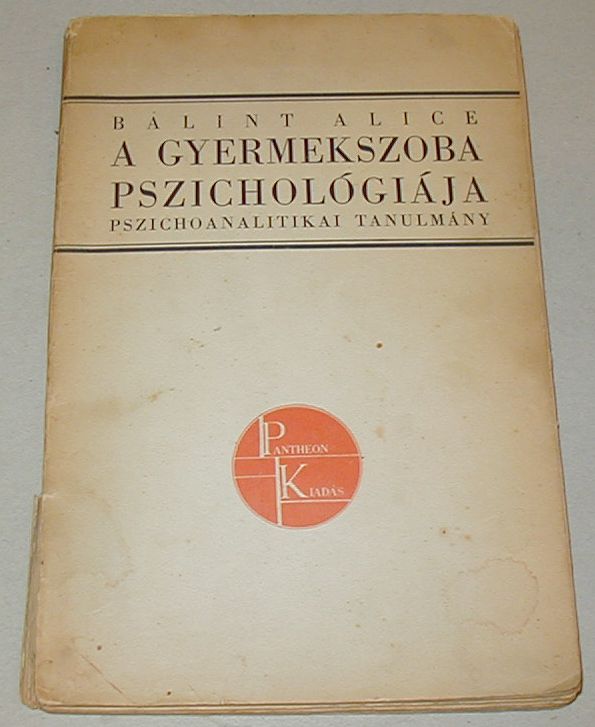 BÁLINT ALICE
A GYERMEKSZOBA
PSZICHOLÓGIÁJA
PSZICHOANALITIKAI TANULMÁNY
PANTHEON
KIADÁS